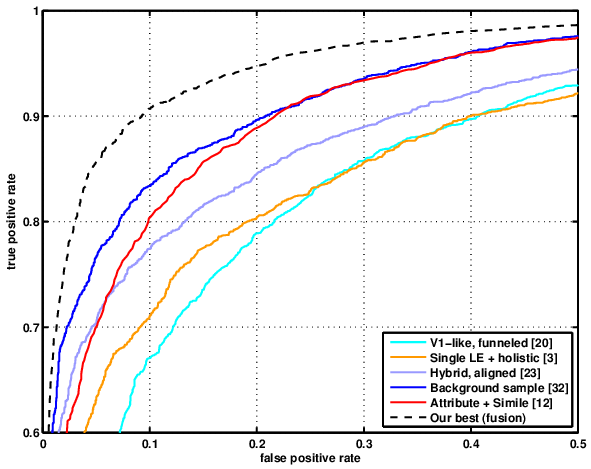 1
0.9
0.8
0.7
0.6
true positive rate
0
0.1
0.2
0.3
0.4
0.5
false positive rate
V1−like, funneled [20]
Single LE + holistic [3]
Hybrid, aligned [23]
Background sample [32]
Attribute + Simile [12]
Our best (fusion)